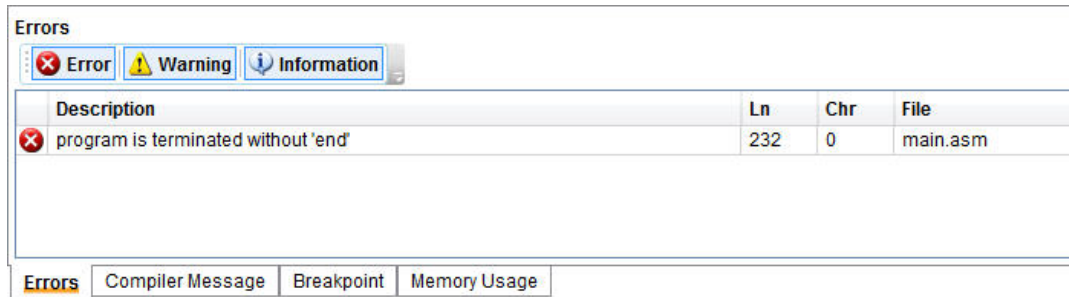 Errors
Error Warning Information
Description Ln Chr File
program is terminated without 'end' 232 0 main.asm
Errors Compiler Message Breakpoint Memory Usage